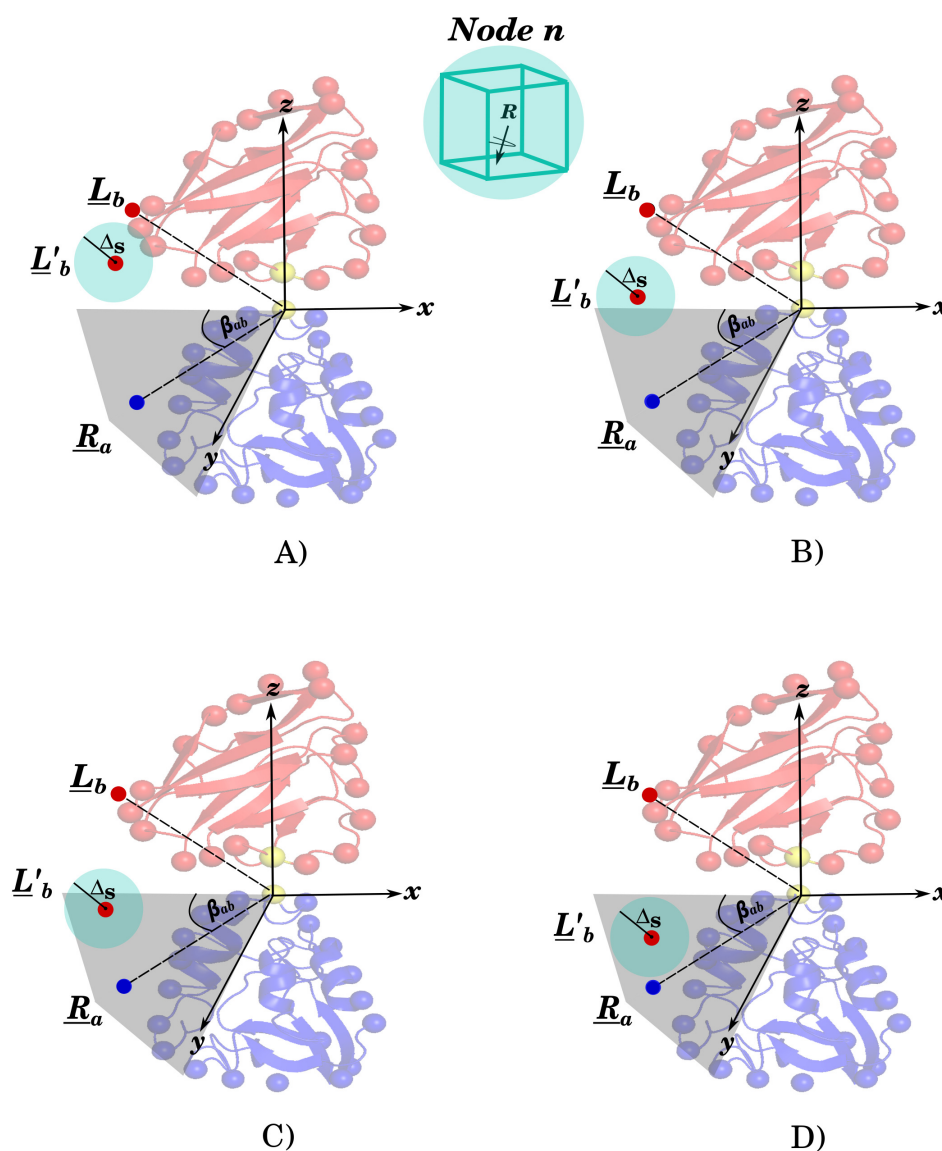 Node n
R
z
L_b
Δs
L'_b
x
β_ab
R_a
y
A)
z
L_b
Δs
L'_b
x
β_ab
R_a
y
B)
z
L_b
Δs
L'_b
x
β_ab
R_a
y
C)
z
L_b
Δs
L'_b
x
β_ab
R_a
y
D)